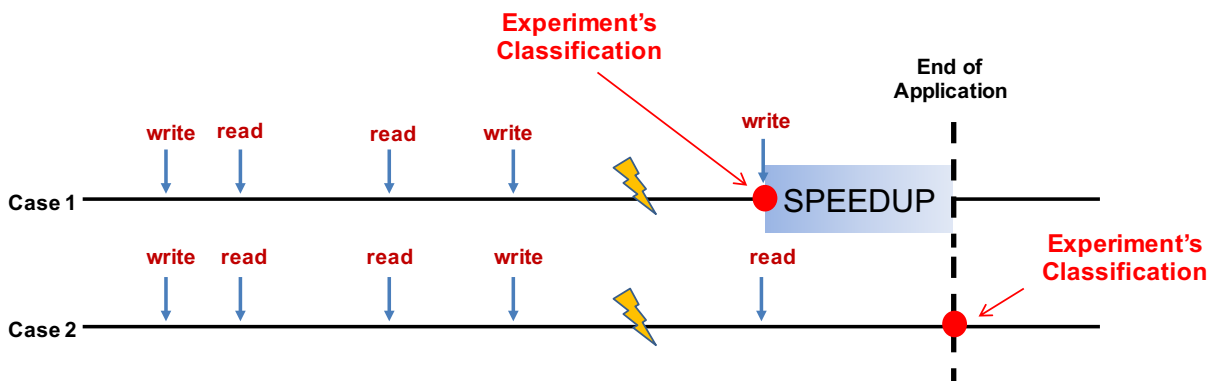 Experiment's
Classification
End of
Application
write read read write write
Case 1 SPEEDUP
write read read write read
Experiment's
Classification
Case 2